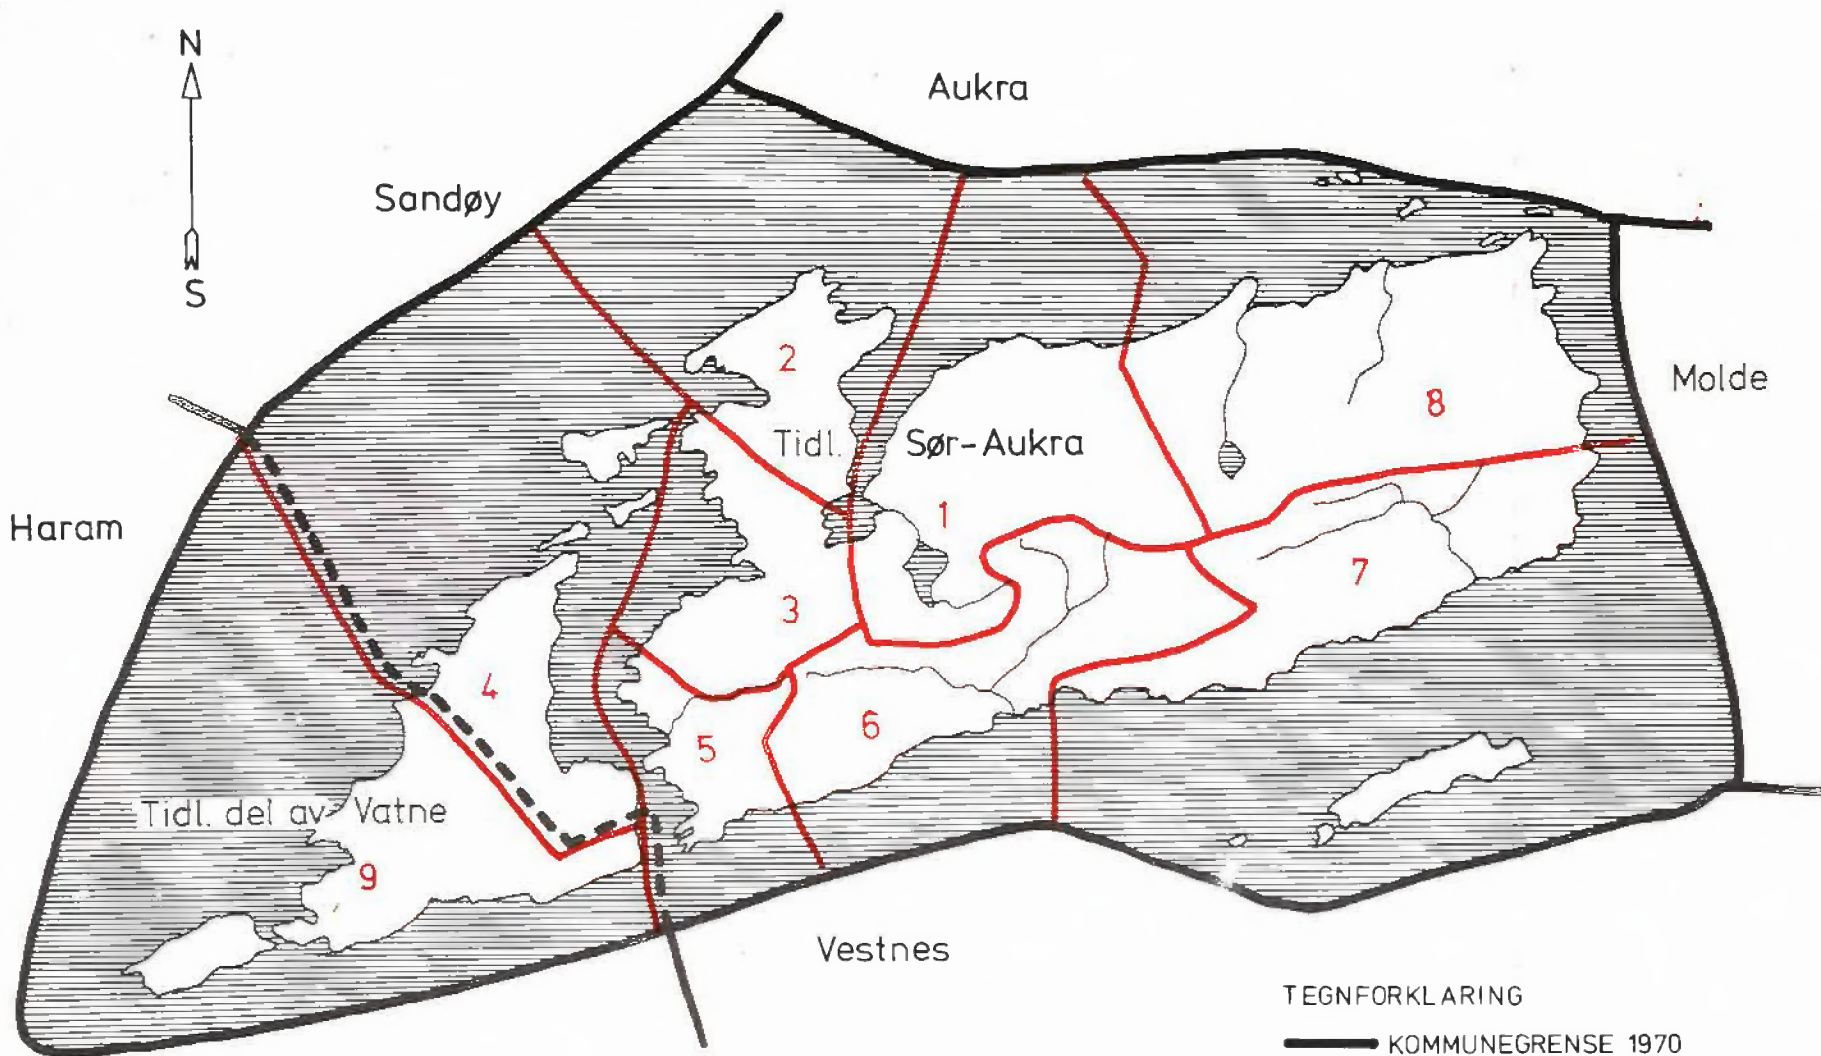 N
S
Aukra
Sandøy
Molde
Haram
Tidl. Sør-Aukra
2
8
1
7
3
4
5
6
Tidl. del av Vatne
9
Vestnes
TEGNFORKLARING
KOMMUNEGRENSE 1970